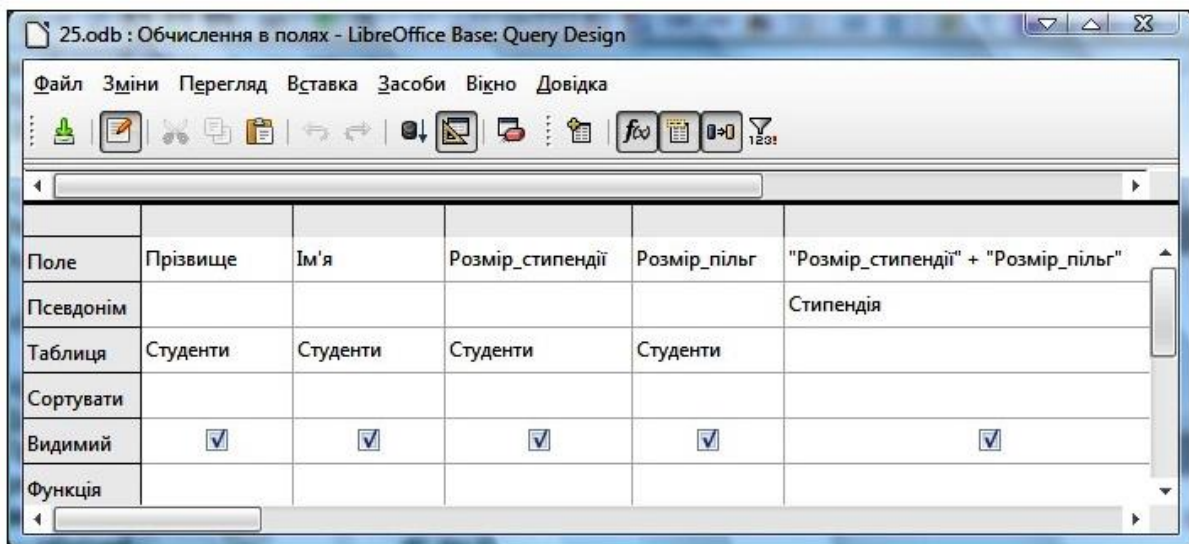 25.odb : Обчислення в полях - LibreOffice Base: Query Design
Файл Зміни Перегляд Вставка Засоби Вікно Довідка
f(x) 123!
Поле Прізвище Ім'я Розмір_стипендії Розмір_пільг "Розмір_стипендії" + "Розмір_пільг"
Псевдонім Стипендія
Таблиця Студенти Студенти Студенти Студенти
Сортувати
Видимий
Функція